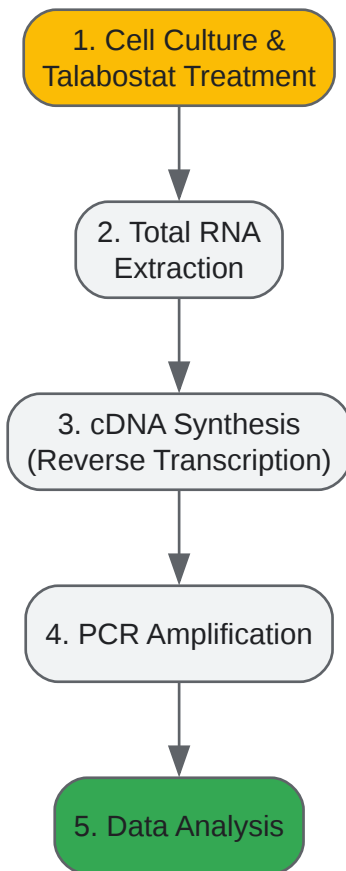 1. Cell Culture &
Talabostat Treatment
2. Total RNA
Extraction
3. cDNA Synthesis
(Reverse Transcription)
4. PCR Amplification
5. Data Analysis